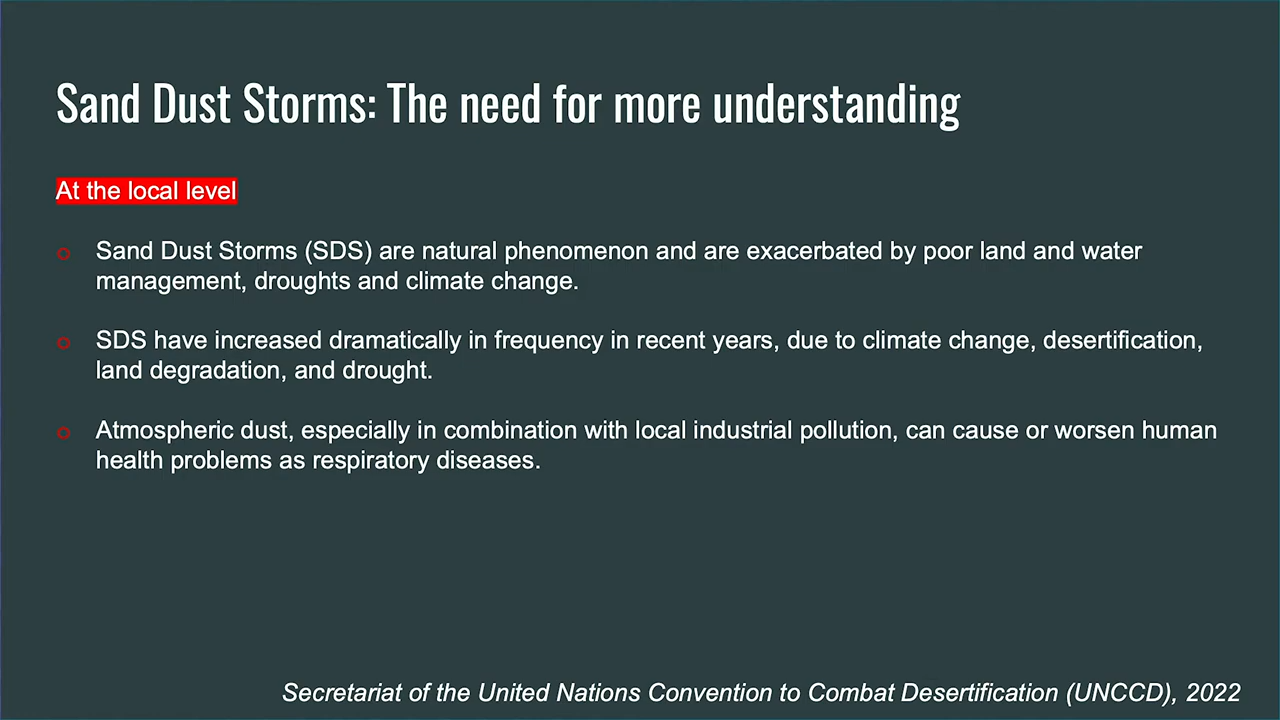 Sand Dust Storms: The need for more understanding
At the local level
Sand Dust Storms (SDS) are natural phenomenon and are exacerbated by poor land and water
management, droughts and climate change.
SDS have increased dramatically in frequency in recent years, due to climate change, desertification,
land degradation, and drought.
Atmospheric dust, especially in combination with local industrial pollution, can cause or worsen human
health problems as respiratory diseases.
Secretariat of the United Nations Convention to Combat Desertification (UNCCD), 2022